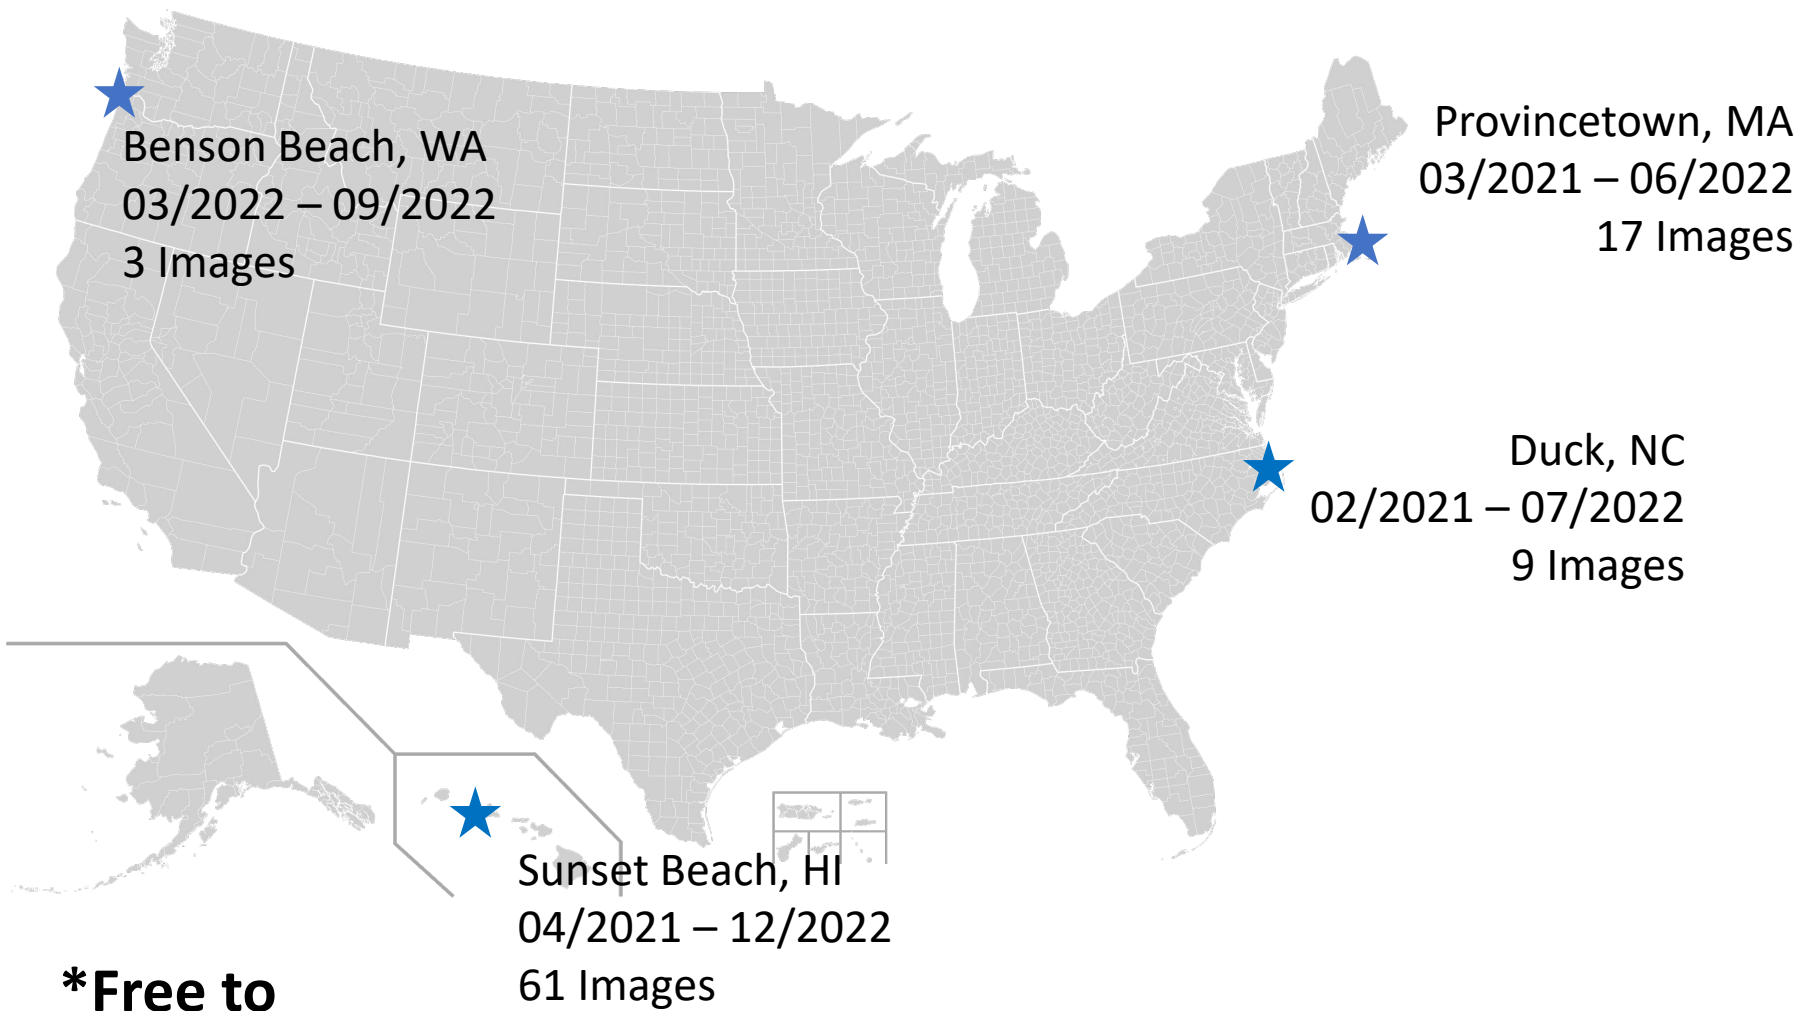 Benson Beach, WA
03/2022 – 09/2022
3 Images
Provincetown, MA
03/2021 – 06/2022
17 Images
Duck, NC
02/2021 – 07/2022
9 Images
Sunset Beach, HI
04/2021 – 12/2022
61 Images
*Free to